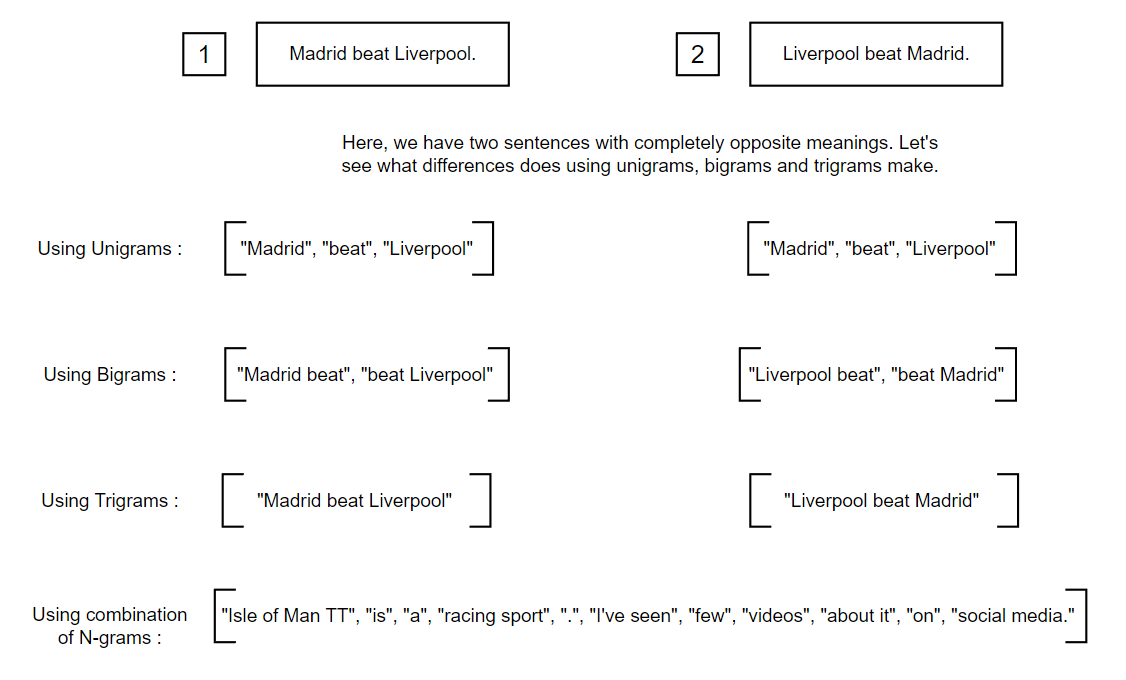 1
Madrid beat Liverpool.
2
Liverpool beat Madrid.
Here, we have two sentences with completely opposite meanings. Let's
see what differences does using unigrams, bigrams and trigrams make.
Using Unigrams :
"Madrid", "beat", "Liverpool"
"Madrid", "beat", "Liverpool"
Using Bigrams :
"Madrid beat", "beat Liverpool"
"Liverpool beat", "beat Madrid"
Using Trigrams :
"Madrid beat Liverpool"
"Liverpool beat Madrid"
Using combination
of N-grams :
"Isle of Man TT", "is", "a", "racing sport", ".", "I've seen", "few", "videos", "about it", "on", "social media."